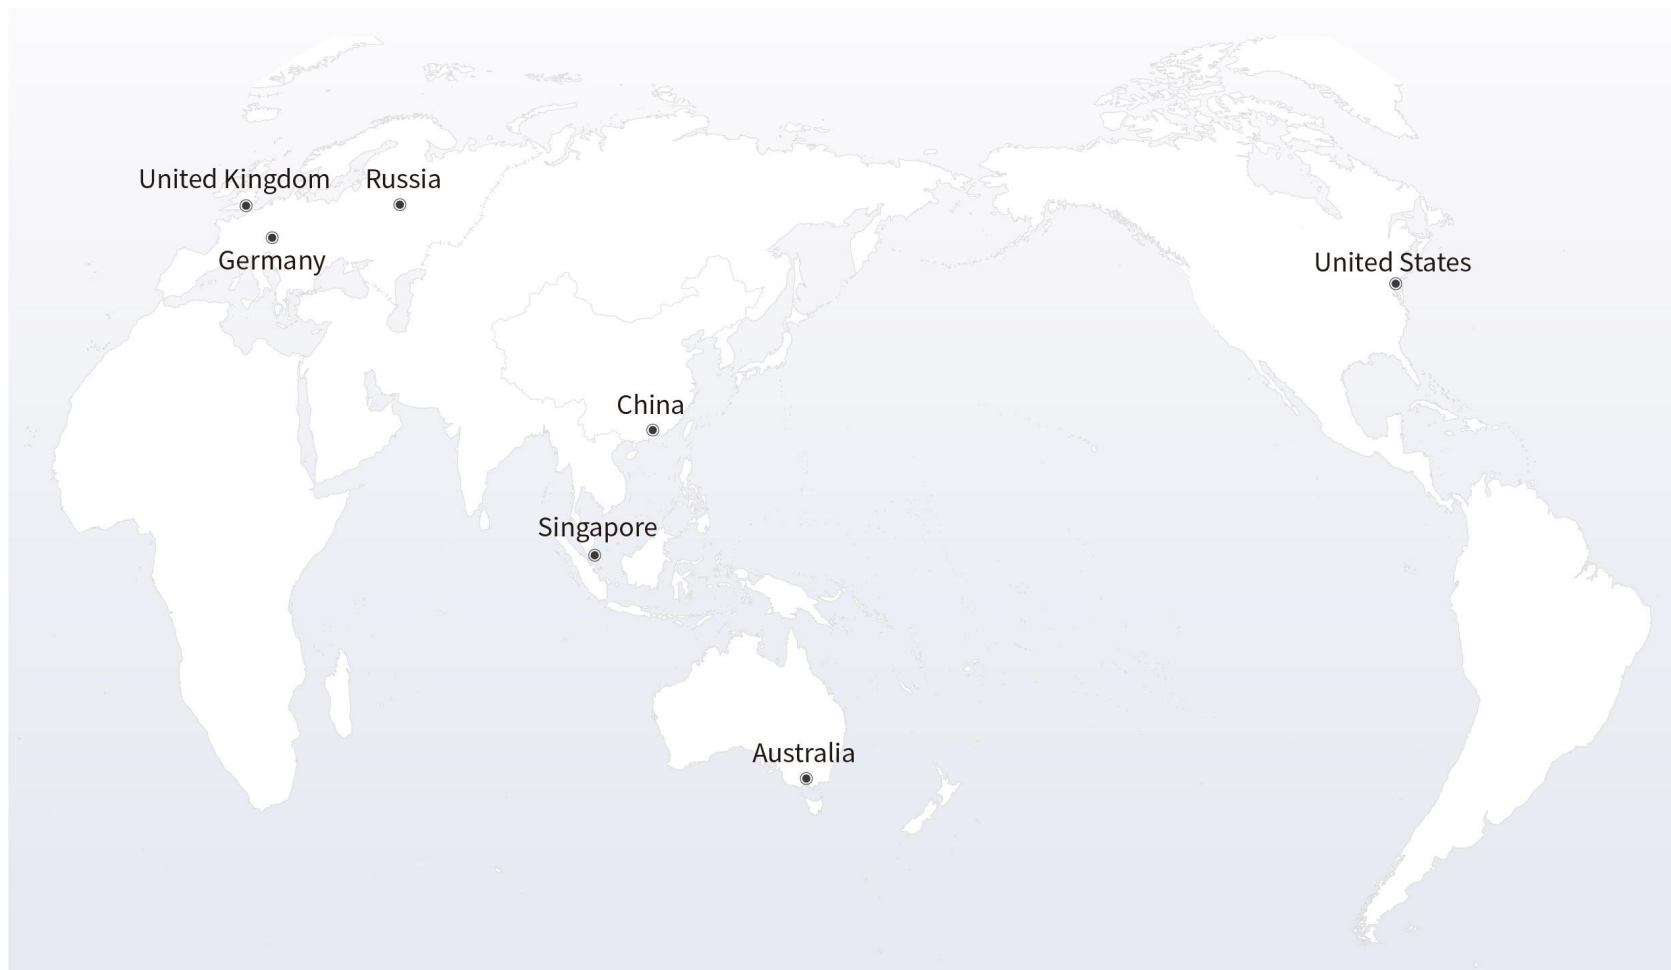 United Kingdom
Russia
Germany
United States
China
Singapore
Australia